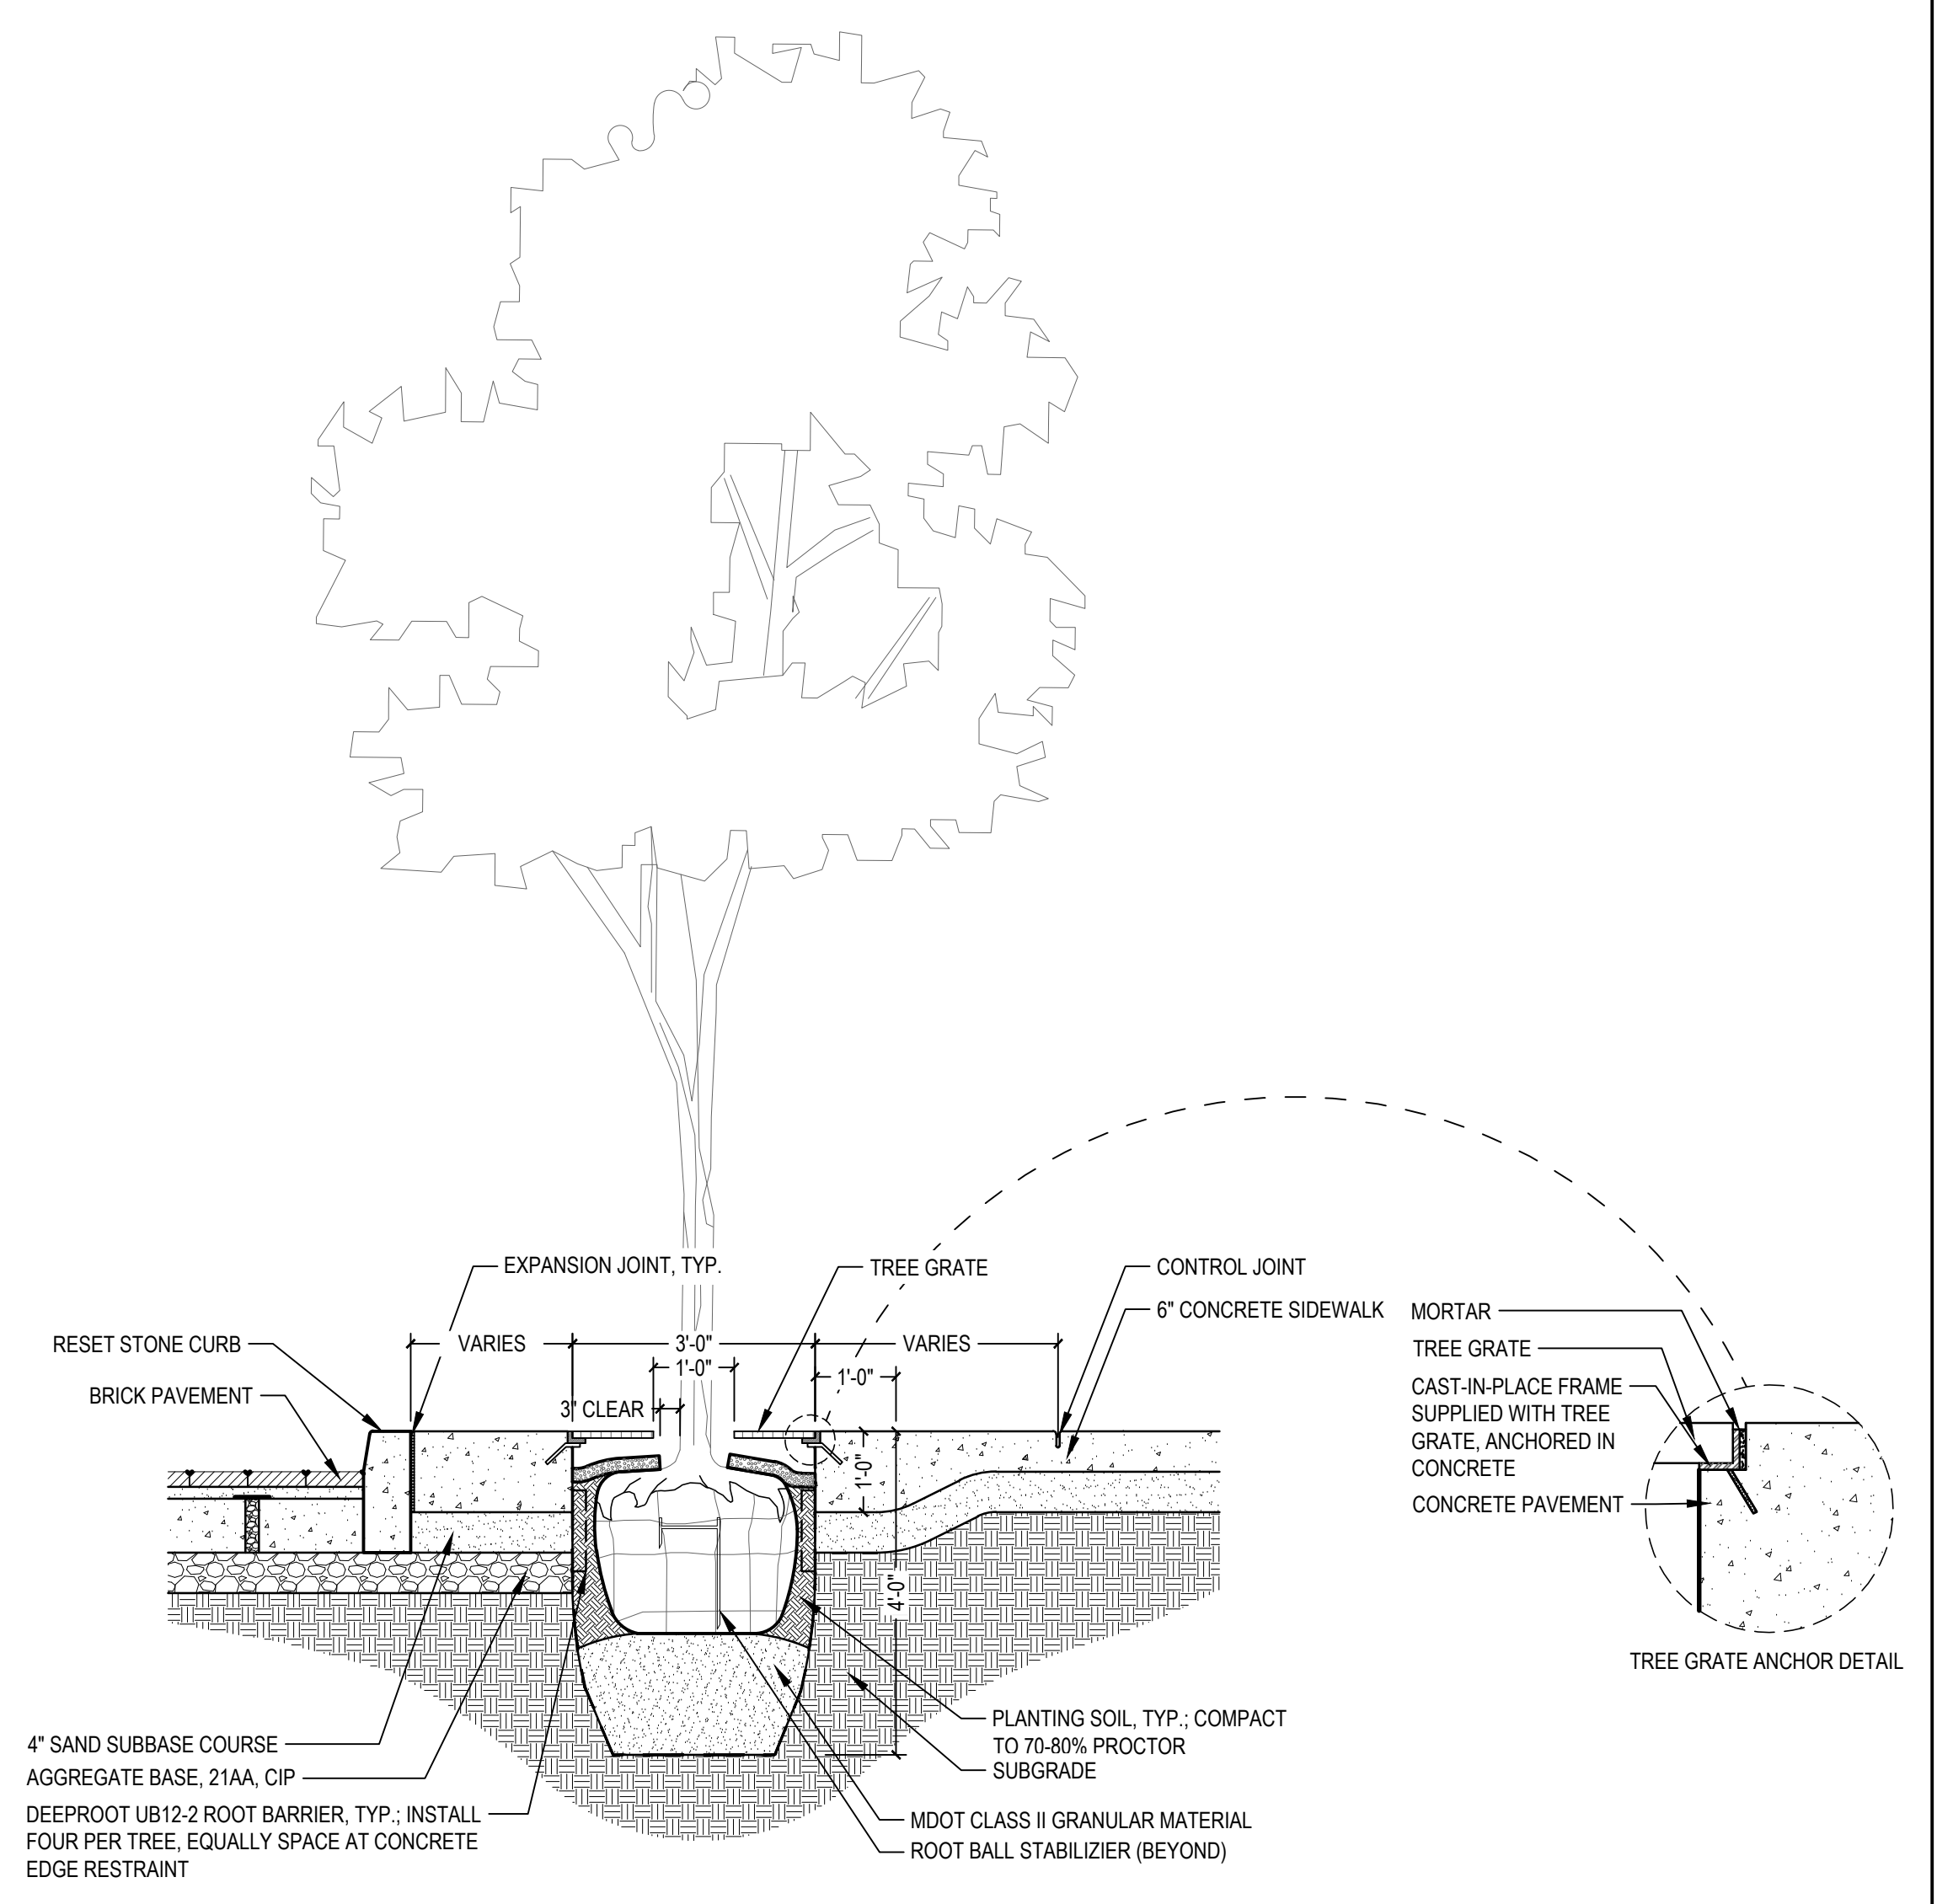 EXPANSION JOINT, TYP.
TREE GRATE
CONTROL JOINT
6" CONCRETE SIDEWALK
RESET STONE CURB
BRICK PAVEMENT
VARIES
3'-0"
VARIES
1'-0"
1'-0"
3" CLEAR
1'-0"
4'-0"
MORTAR
TREE GRATE
CAST-IN-PLACE FRAME
SUPPLIED WITH TREE
GRATE, ANCHORED IN
CONCRETE
CONCRETE PAVEMENT
TREE GRATE ANCHOR DETAIL
4" SAND SUBBASE COURSE
AGGREGATE BASE, 21AA, CIP
DEEPROOT UB12-2 ROOT BARRIER, TYP.; INSTALL
FOUR PER TREE, EQUALLY SPACE AT CONCRETE
EDGE RESTRAINT
PLANTING SOIL, TYP.; COMPACT
TO 70-80% PROCTOR
SUBGRADE
MDOT CLASS II GRANULAR MATERIAL
ROOT BALL STABILIZIER (BEYOND)